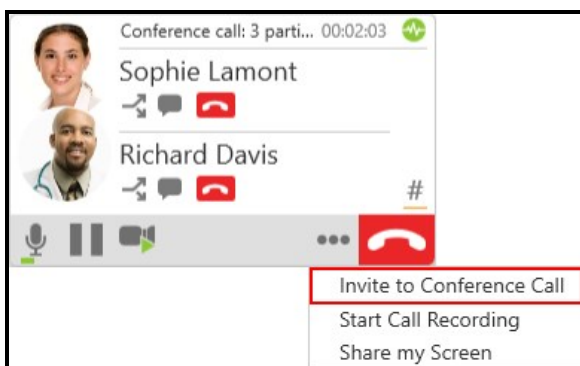 Conference call: 3 parti... 00:02:03
Sophie Lamont
Richard Davis
#
Invite to Conference Call
Start Call Recording
Share my Screen